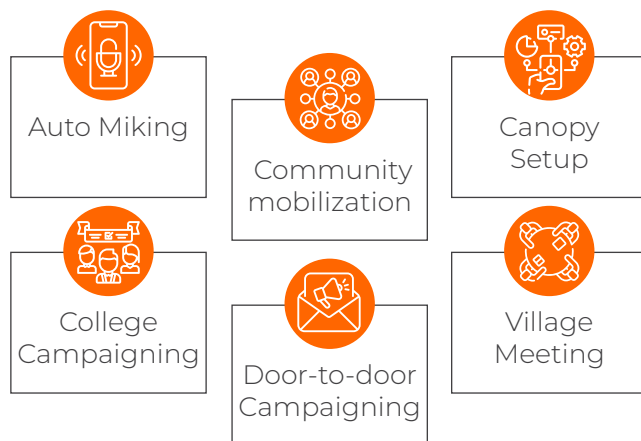 Auto Miking
Community
mobilization
Canopy
Setup
College
Campaigning
Door-to-door
Campaigning
Village
Meeting